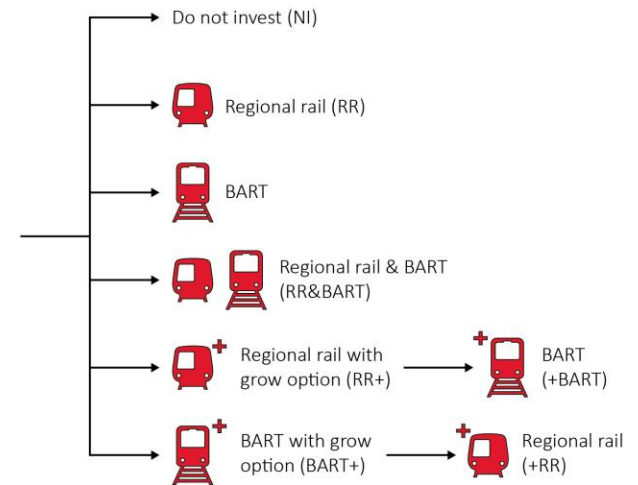 Do not invest (NI)
Regional rail (RR)
BART
Regional rail & BART
(RR&BART)
Regional rail with
grow option (RR+)
BART
(+BART)
BART with grow
option (BART+)
Regional rail
(+RR)